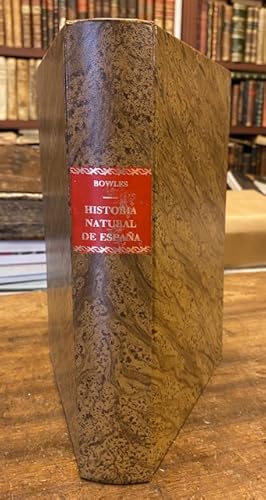 BOWLES
HISTORIA
NATURAL
DE ESPAÑA